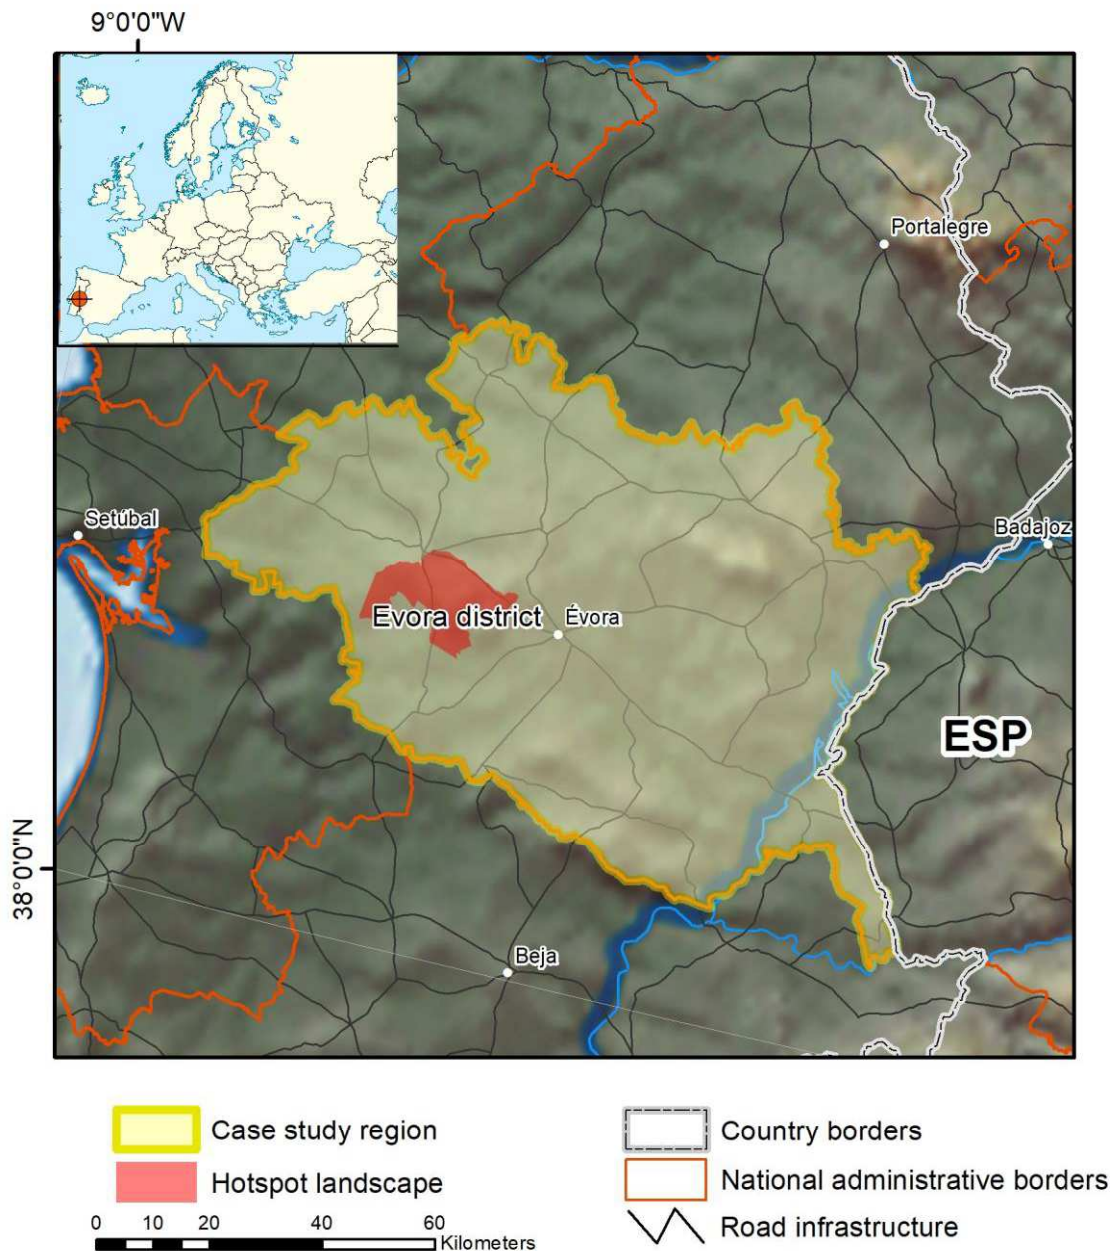 9°0'0"W
Portalegre
Setúbal
Badajoz
Evora district
Évora
ESP
38°0'0"N
Beja
Case study region
Country borders
Hotspot landscape
National administrative borders
Road infrastructure
0 10 20 40 60
Kilometers